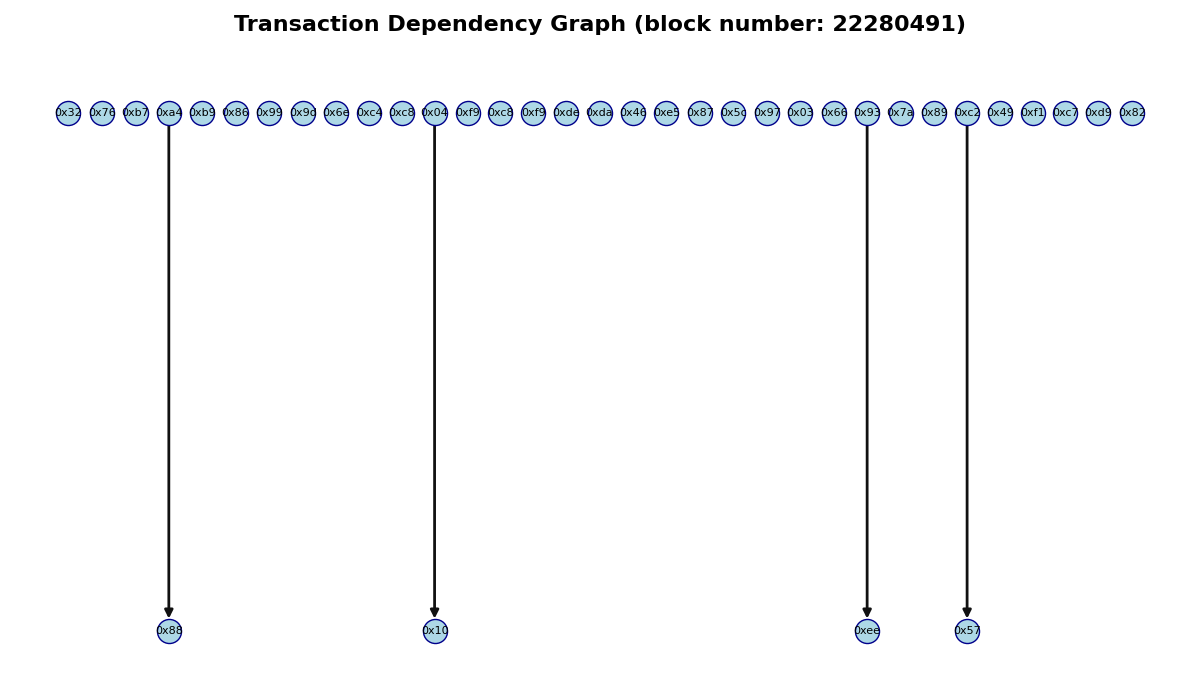 Transaction Dependency Graph (block number: 22280491)
0x32 0x76 0xb7 0xa4 0xb9 0x86 0x99 0x9d 0x6e 0xc4 0xc8 0x04 0xf9 0xc8 0xf9 0xde 0xda 0x46 0xe5 0x87 0x5c 0x97 0x03 0x66 0x93 0x7a 0x89 0xc2 0x49 0xf1 0xc7 0xd9 0x82
0x88 0x10 0xee 0x57